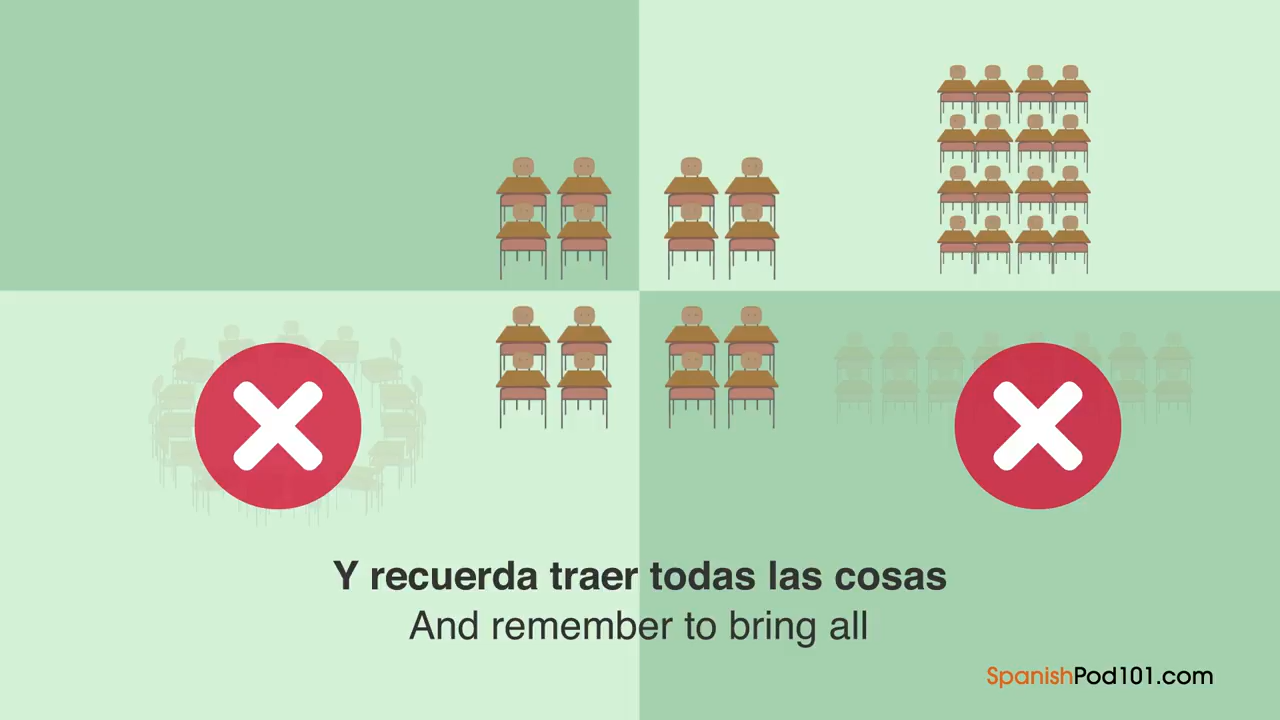 Y recuerda traer todas las cosas
And remember to bring all
SpanishPod101.com